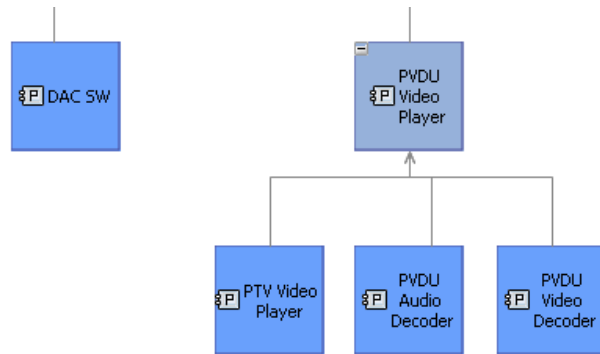 P DAC SW
PVDU
P Video
Player
P PTV Video
Player
PVDU
P Audio
Decoder
PVDU
P Video
Decoder